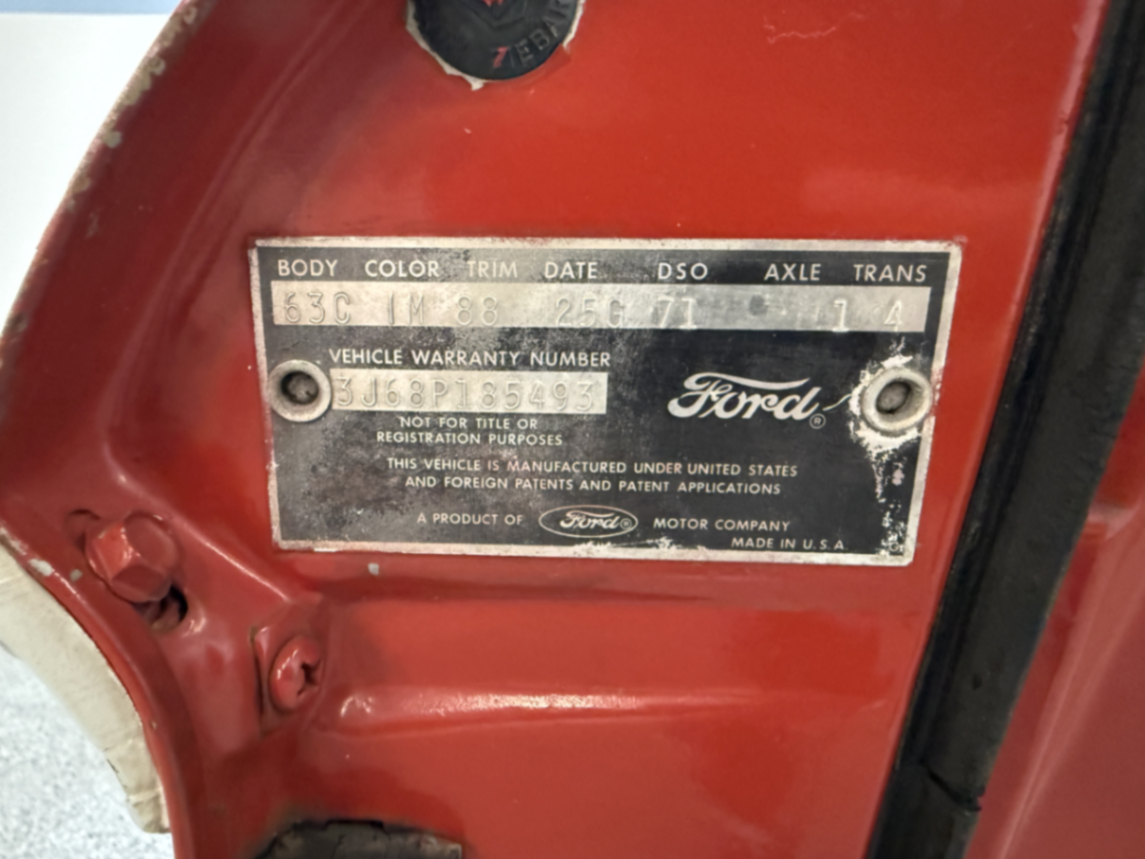 ZIEBART
BODY COLOR TRIM DATE DSO AXLE TRANS
63C 1M 88 25G 71 1 4
VEHICLE WARRANTY NUMBER
3J68P185493
Ford®
NOT FOR TITLE OR
REGISTRATION PURPOSES
THIS VEHICLE IS MANUFACTURED UNDER UNITED STATES
AND FOREIGN PATENTS AND PATENT APPLICATIONS
A PRODUCT OF Ford® MOTOR COMPANY
MADE IN U.S.A.